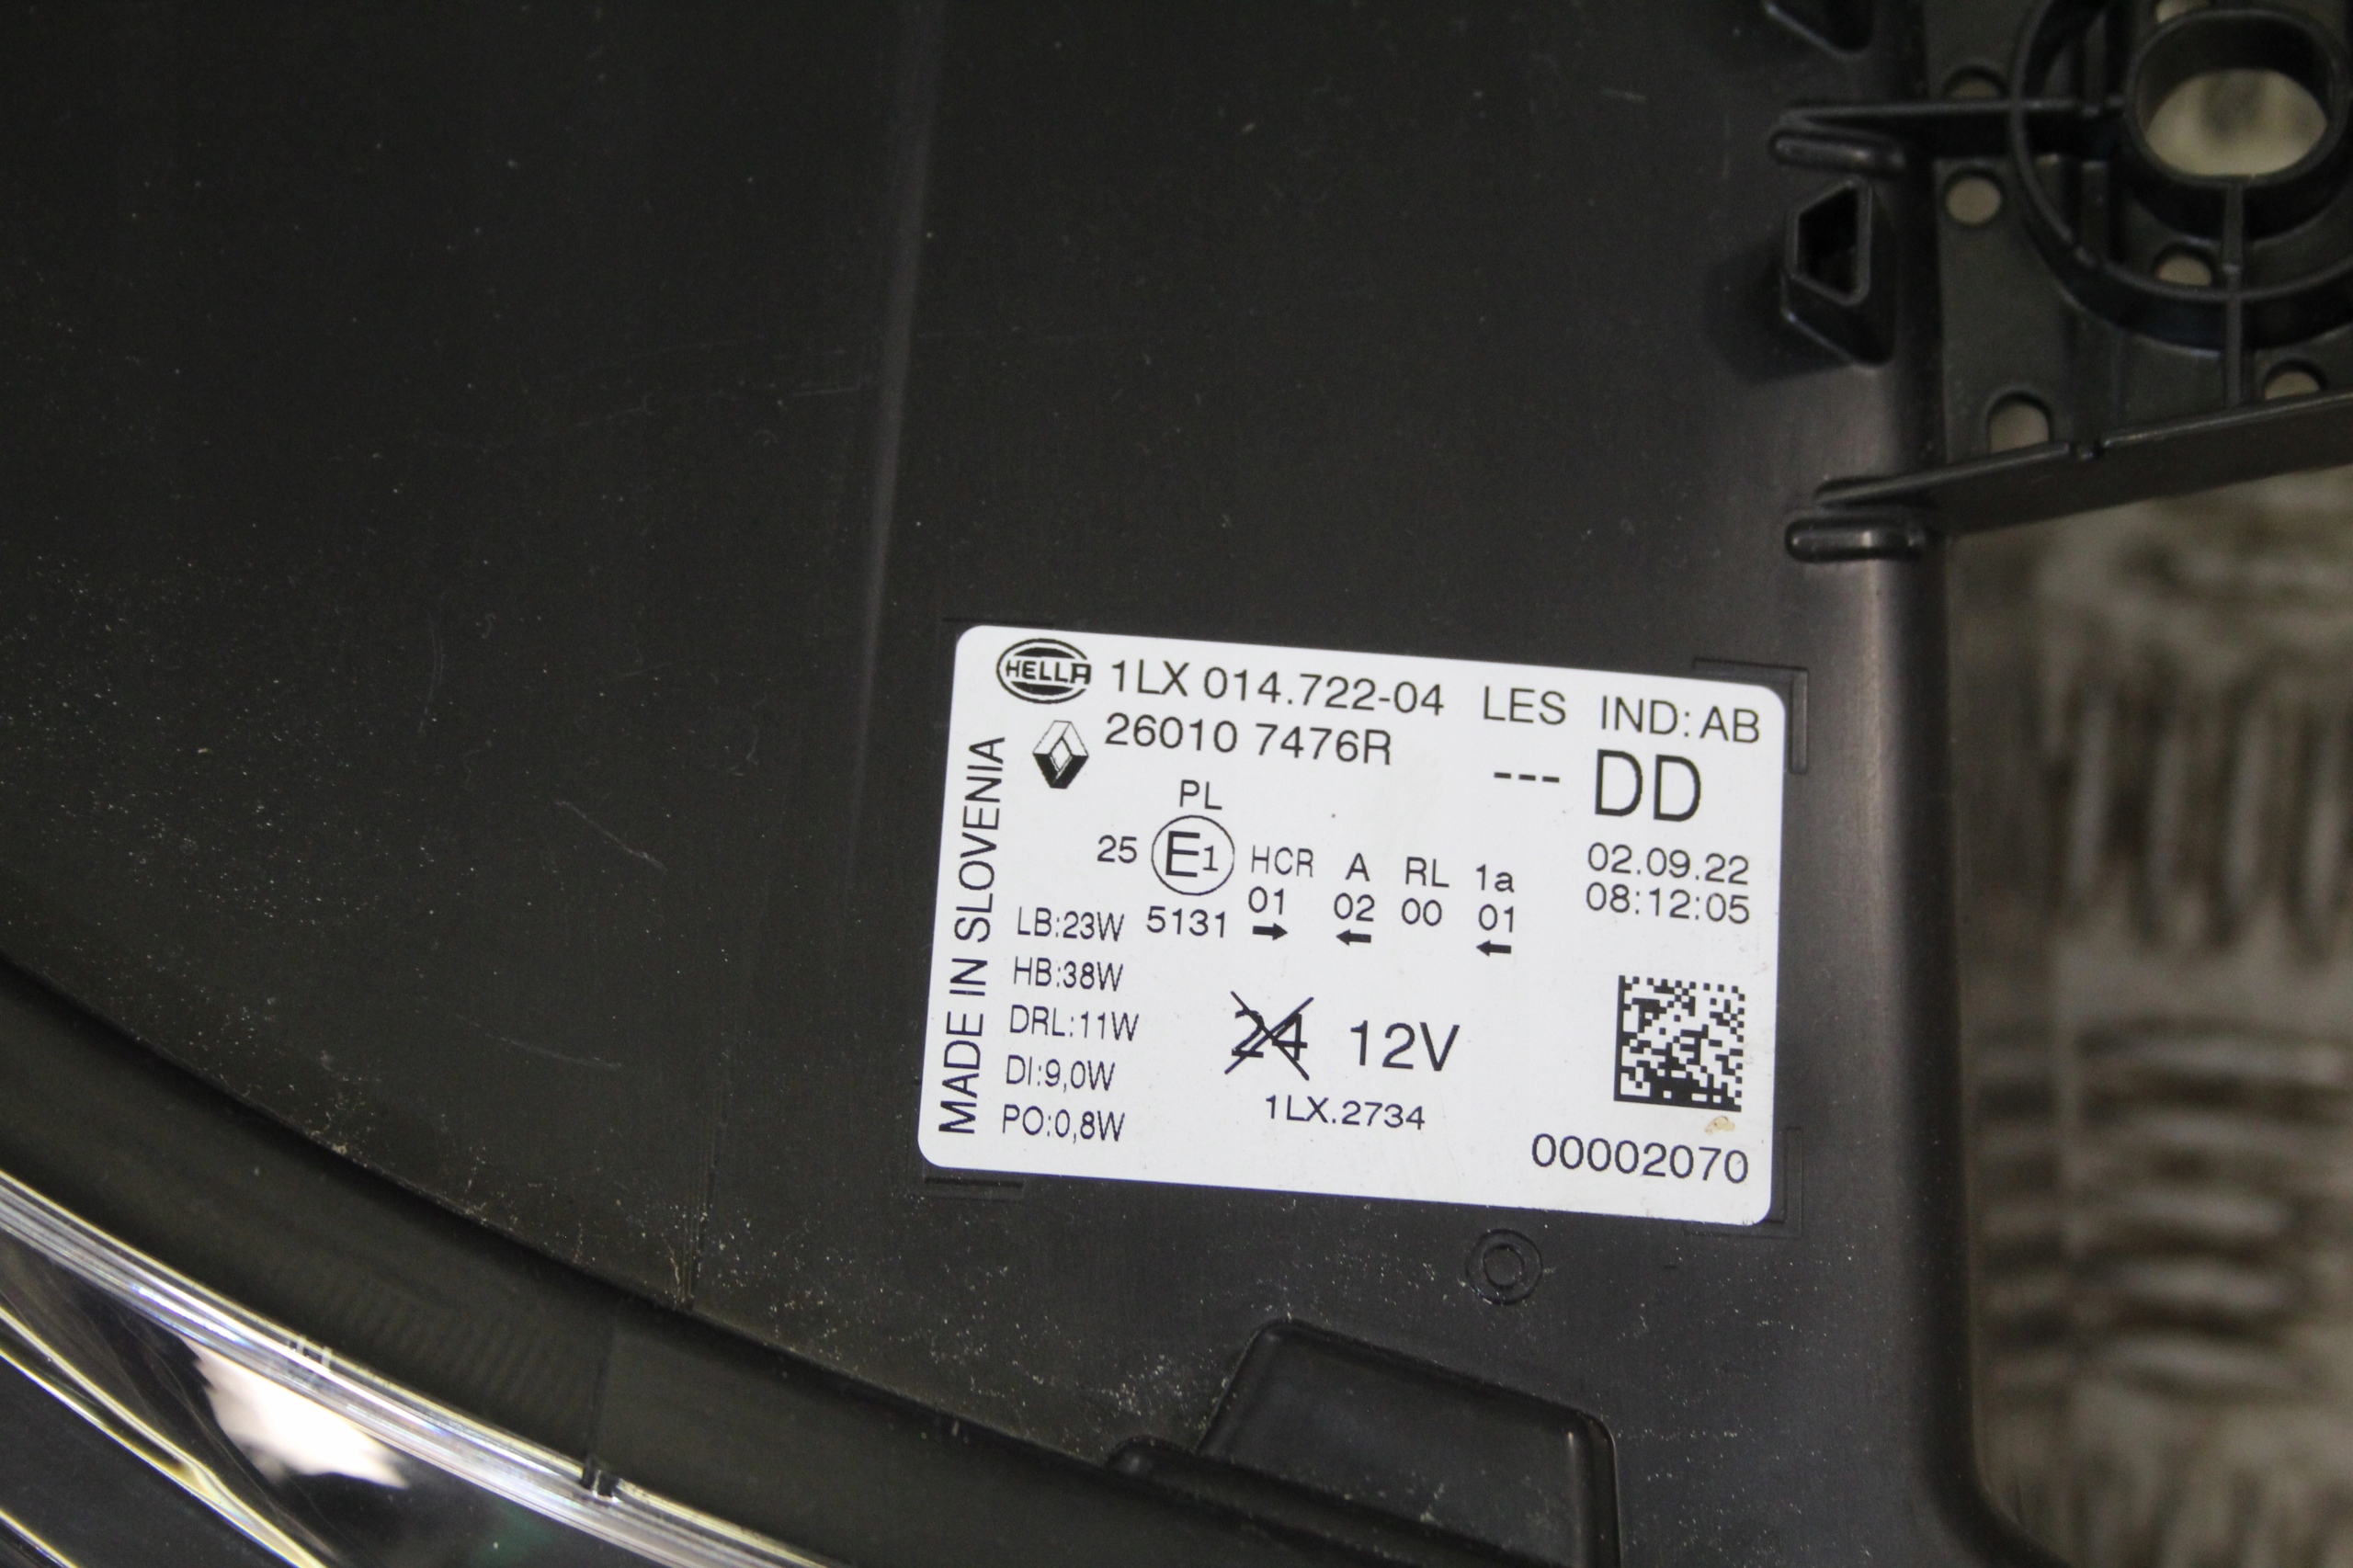 HELLA 1LX 014.722-04 LES IND: AB
26010 7476R --- DD
MADE IN SLOVENIA
PL
25 E1 HCR A RL 1a
5131 01 02 00 01
→ ← ←
02.09.22
08:12:05
LB:23W
HB:38W
DRL:11W
DI:9,0W
PO:0,8W
24 12V
1LX.2734
00002070